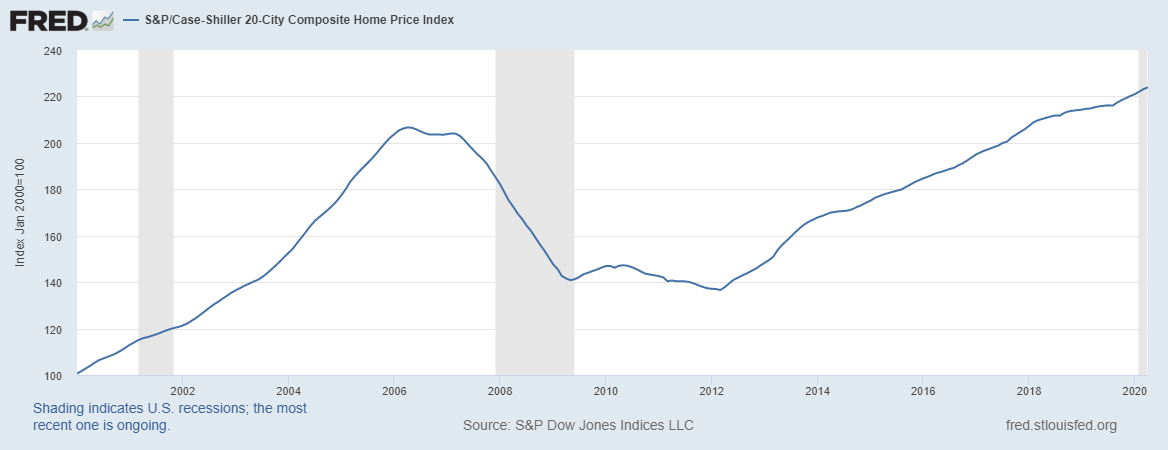 FRED
S&P/Case-Shiller 20-City Composite Home Price Index
240
220
200
180
160
140
120
100
Index Jan 2000=100
2002 2004 2006 2008 2010 2012 2014 2016 2018 2020
Shading indicates U.S. recessions; the most
recent one is ongoing.
Source: S&P Dow Jones Indices LLC
fred.stlouisfed.org